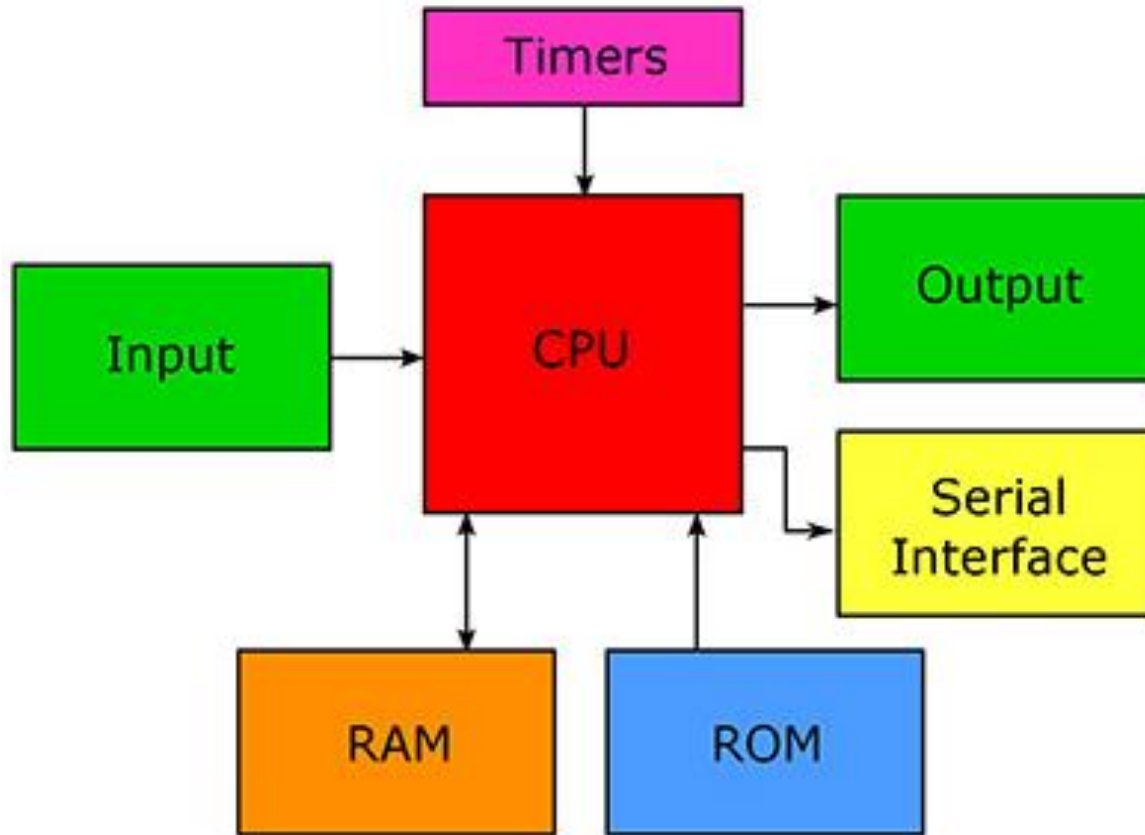 Timers
Input
CPU
Output
Serial
Interface
RAM
ROM